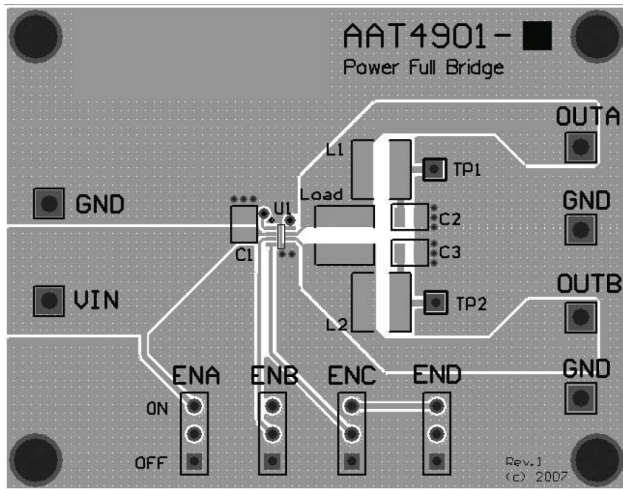 AAT4901-
Power Full Bridge
OUTA
L1
TP1
GND
U1
Load
C2
GND
C1
C3
OUTB
VIN
TP2
L2
GND
ENA ENB ENC END
ON
OFF
Rev.1
(c) 2007